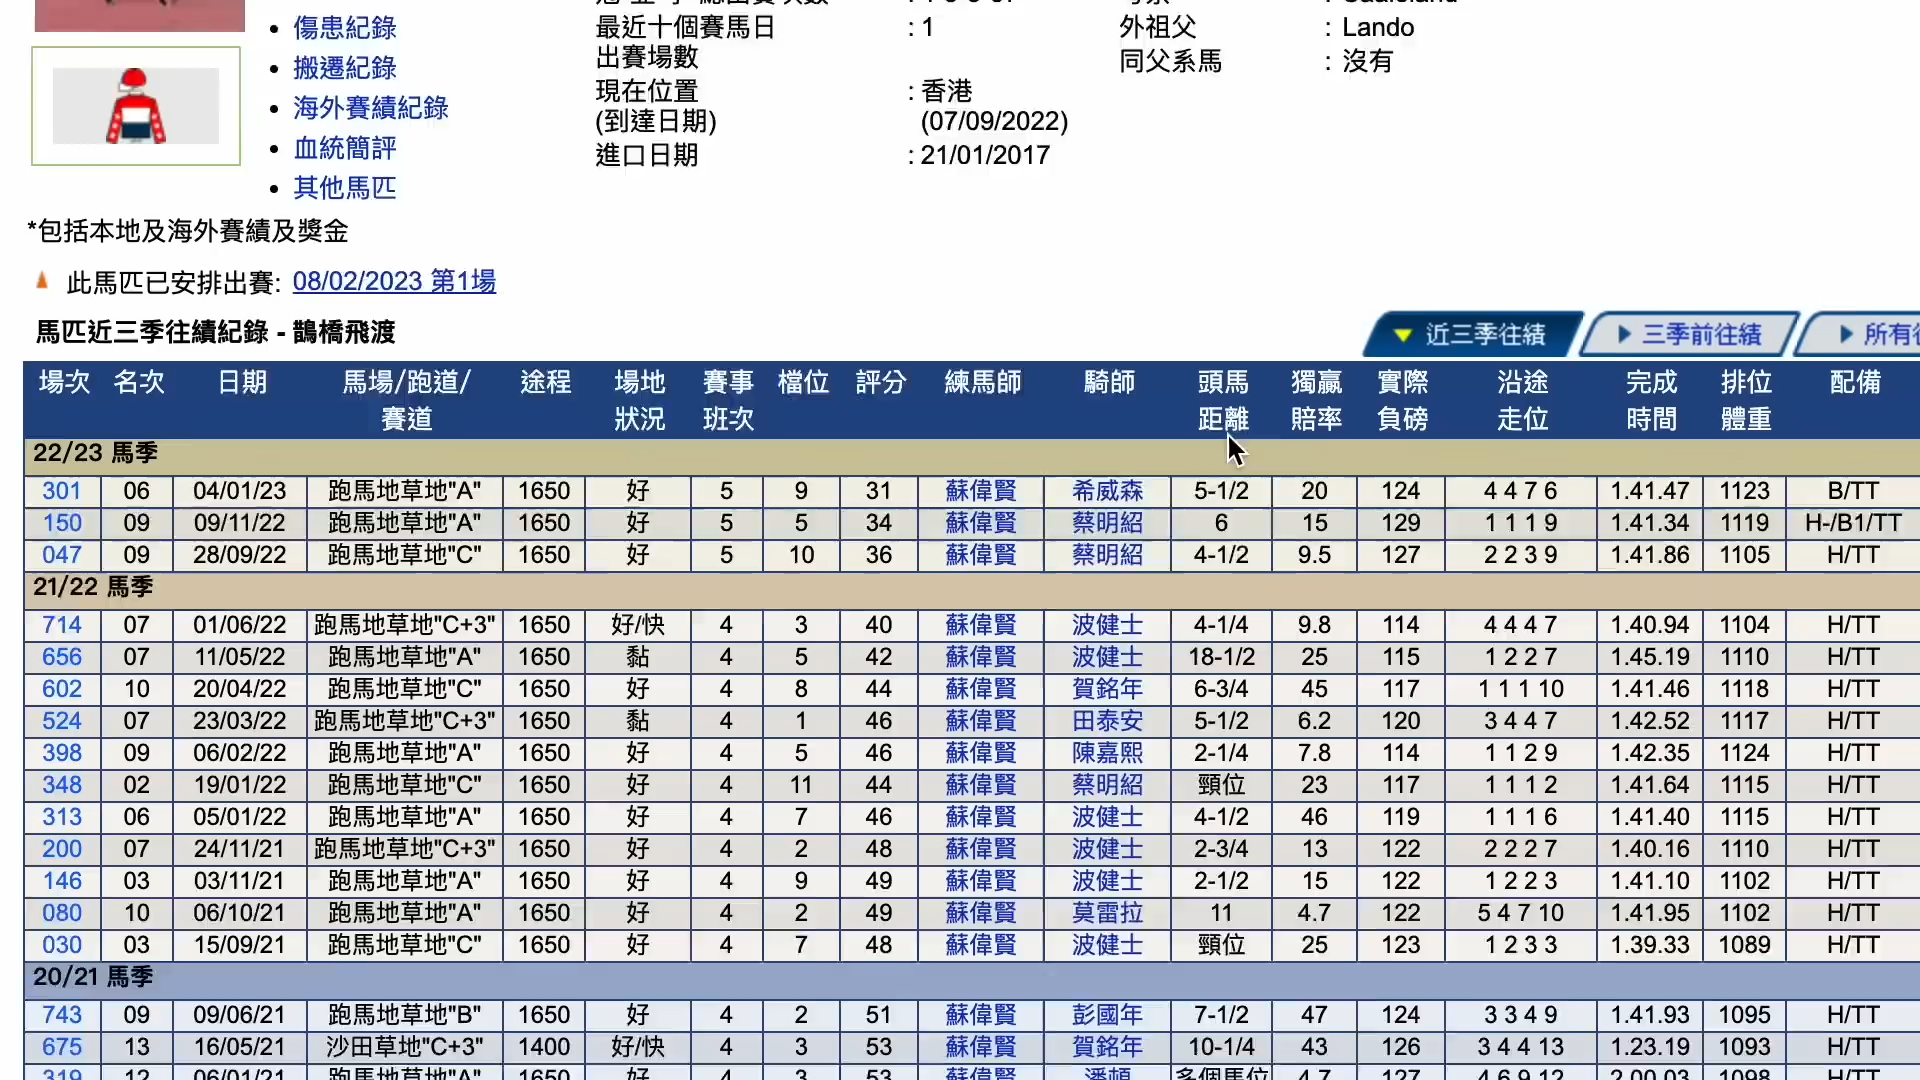 傷患紀錄
搬遷紀錄
海外賽績紀錄
血統簡評
其他馬匹
最近十個賽馬日 : 1
出賽場數
現在位置 : 香港
(到達日期) (07/09/2022)
進口日期 : 21/01/2017
外祖父 : Lando
同父系馬 : 沒有
*包括本地及海外賽績及獎金
此馬匹已安排出賽: 08/02/2023 第1場
馬匹近三季往績紀錄 - 鵲橋飛渡
近三季往績 三季前往績 所有
場次 名次 日期 馬場/跑道/ 途程 場地 賽事 檔位 評分 練馬師 騎師 頭馬 獨贏 實際 沿途 完成 排位 配備
賽道 狀況 班次 距離 賠率 負磅 走位 時間 體重
22/23 馬季
301 06 04/01/23 跑馬地草地"A" 1650 好 5 9 31 蘇偉賢 希威森 5-1/2 20 124 4 4 7 6 1.41.47 1123 B/TT
150 09 09/11/22 跑馬地草地"A" 1650 好 5 5 34 蘇偉賢 蔡明紹 6 15 129 1 1 1 9 1.41.34 1119 H-/B1/TT
047 09 28/09/22 跑馬地草地"C" 1650 好 5 10 36 蘇偉賢 蔡明紹 4-1/2 9.5 127 2 2 3 9 1.41.86 1105 H/TT
21/22 馬季
714 07 01/06/22 跑馬地草地"C+3" 1650 好/快 4 3 40 蘇偉賢 波健士 4-1/4 9.8 114 4 4 4 7 1.40.94 1104 H/TT
656 07 11/05/22 跑馬地草地"A" 1650 黏 4 5 42 蘇偉賢 波健士 18-1/2 25 115 1 2 2 7 1.45.19 1110 H/TT
602 10 20/04/22 跑馬地草地"C" 1650 好 4 8 44 蘇偉賢 賀銘年 6-3/4 45 117 1 1 1 10 1.41.46 1118 H/TT
524 07 23/03/22 跑馬地草地"C+3" 1650 黏 4 1 46 蘇偉賢 田泰安 5-1/2 6.2 120 3 4 4 7 1.42.52 1117 H/TT
398 09 06/02/22 跑馬地草地"A" 1650 好 4 5 46 蘇偉賢 陳嘉熙 2-1/4 7.8 114 1 1 2 9 1.42.35 1124 H/TT
348 02 19/01/22 跑馬地草地"C" 1650 好 4 11 44 蘇偉賢 蔡明紹 頸位 23 117 1 1 1 2 1.41.64 1115 H/TT
313 06 05/01/22 跑馬地草地"A" 1650 好 4 7 46 蘇偉賢 波健士 4-1/2 46 119 1 1 1 6 1.41.40 1115 H/TT
200 07 24/11/21 跑馬地草地"C+3" 1650 好 4 2 48 蘇偉賢 波健士 2-3/4 13 122 2 2 2 7 1.40.16 1110 H/TT
146 03 03/11/21 跑馬地草地"A" 1650 好 4 9 49 蘇偉賢 波健士 2-1/2 15 122 1 2 2 3 1.41.10 1102 H/TT
080 10 06/10/21 跑馬地草地"A" 1650 好 4 2 49 蘇偉賢 莫雷拉 11 4.7 122 5 4 7 10 1.41.95 1102 H/TT
030 03 15/09/21 跑馬地草地"C" 1650 好 4 7 48 蘇偉賢 波健士 頸位 25 123 1 2 3 3 1.39.33 1089 H/TT
20/21 馬季
743 09 09/06/21 跑馬地草地"B" 1650 好 4 2 51 蘇偉賢 彭國年 7-1/2 47 124 3 3 4 9 1.41.93 1095 H/TT
675 13 16/05/21 沙田草地"C+3" 1400 好/快 4 3 53 蘇偉賢 賀銘年 10-1/4 43 126 3 4 4 13 1.23.19 1093 H/TT
319 12 06/01/21 跑馬地草地"A" 1650 好 4 3 53 蘇偉賢 潘頓 多個馬位 4.7 127 4 6 9 12 2.00.03 1098 H/TT